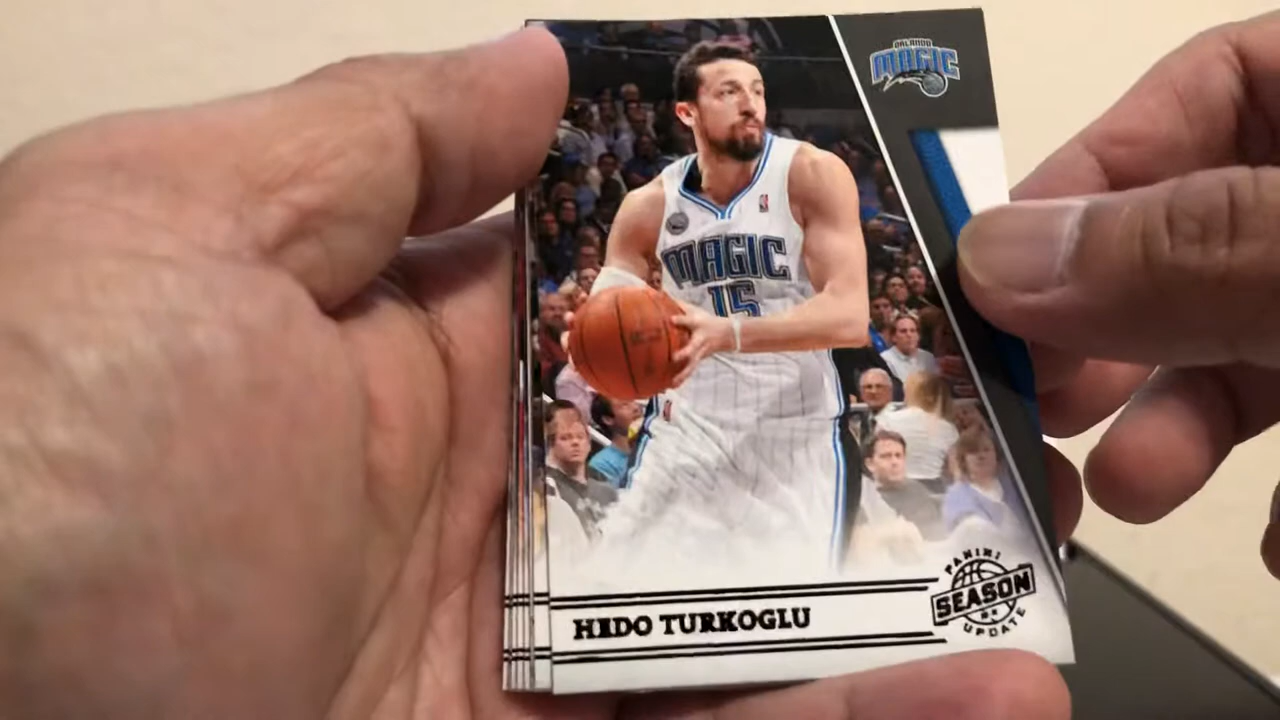 ORLANDO
MAGIC
MAGIC
15
HEDO TURKOGLU
PANINI
SEASON
UPDATE